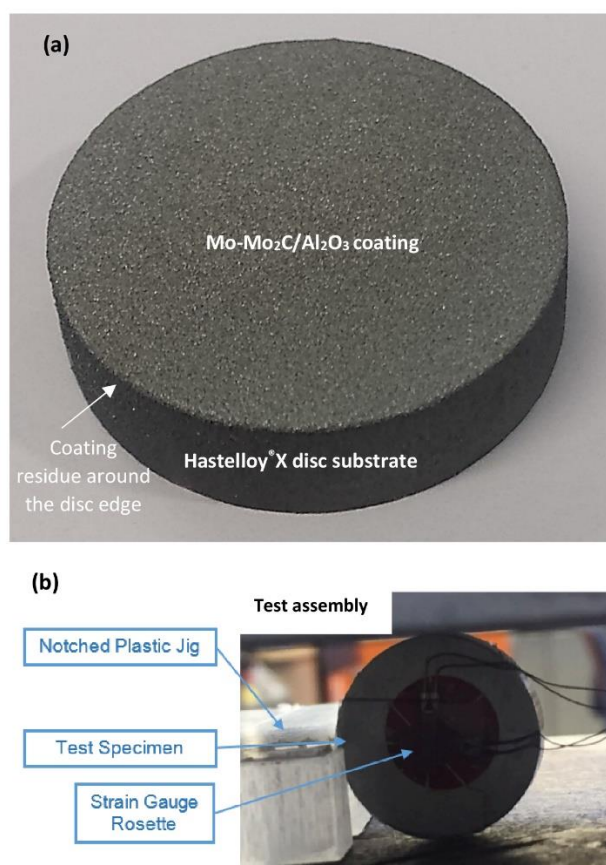 (a)
Mo-Mo₂C/Al₂O₃ coating
Coating
residue around
the disc edge
Hastelloy®X disc substrate
(b)
Test assembly
Notched Plastic Jig
Test Specimen
Strain Gauge
Rosette